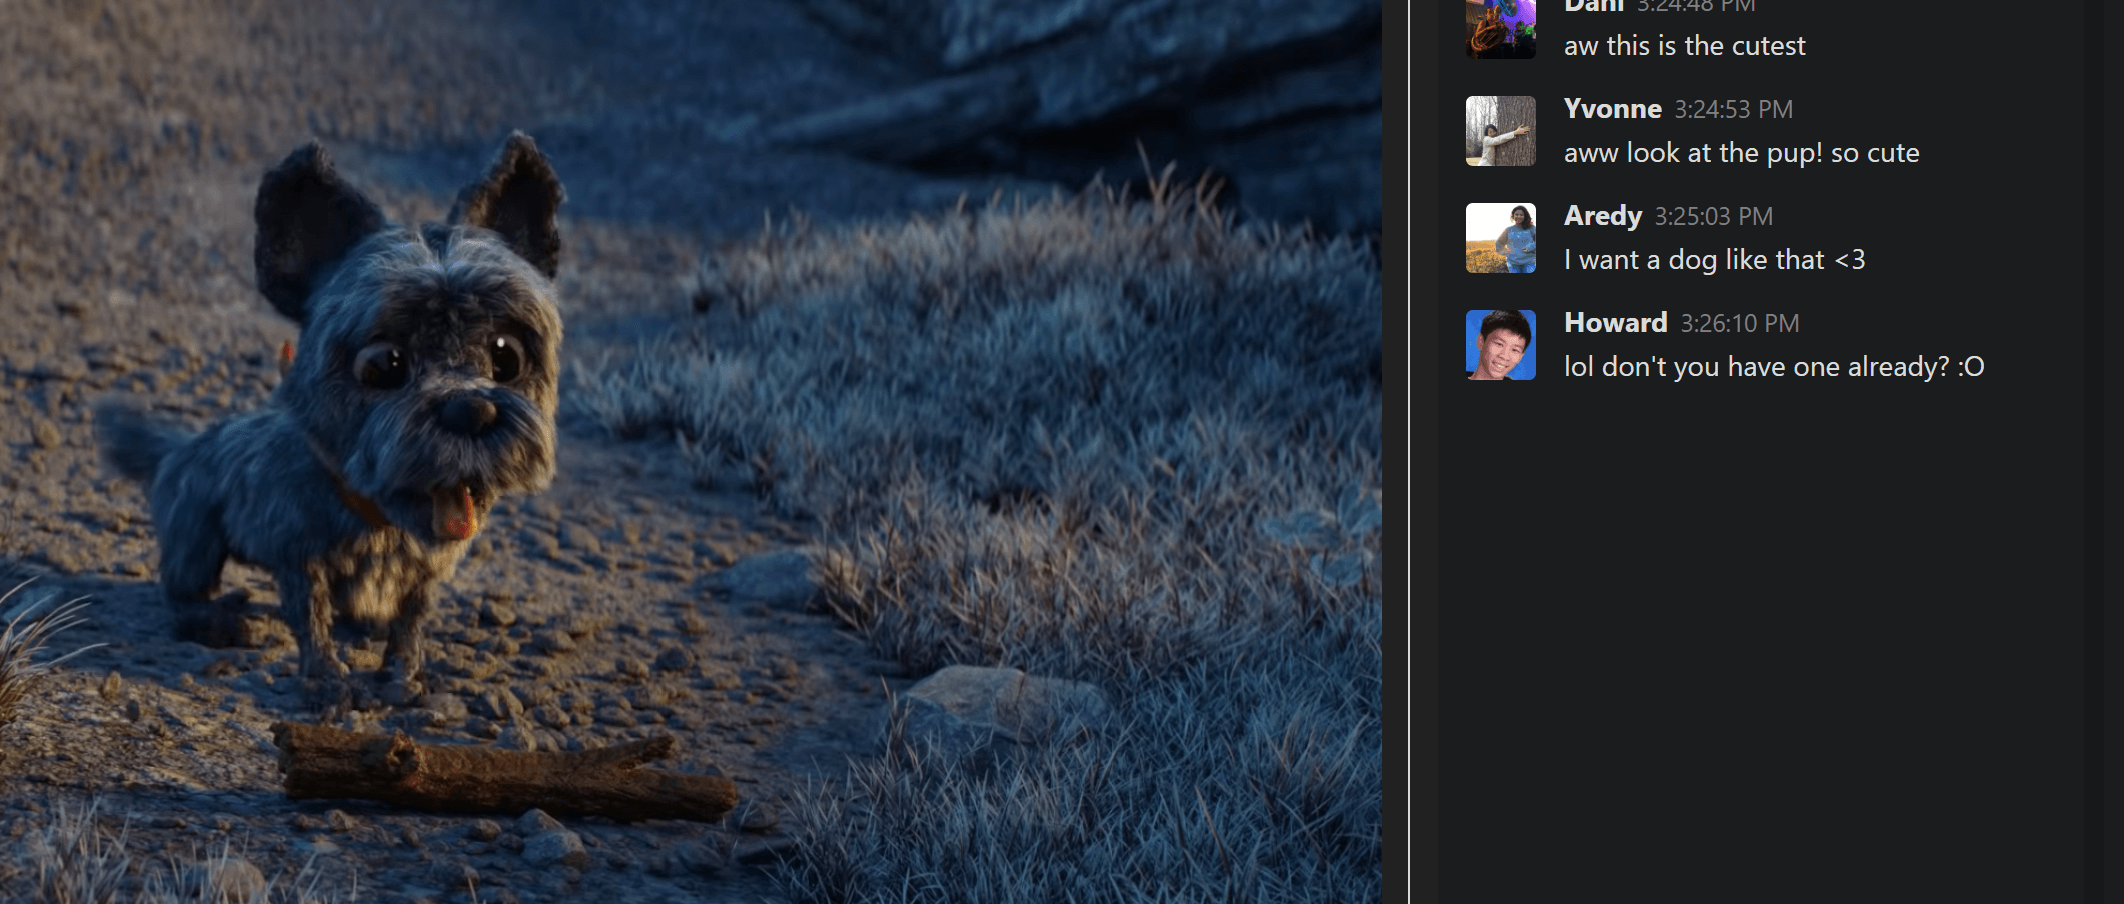 Dani 3:24:48 PM
aw this is the cutest
Yvonne 3:24:53 PM
aww look at the pup! so cute
Aredy 3:25:03 PM
I want a dog like that <3
Howard 3:26:10 PM
lol don't you have one already? :O